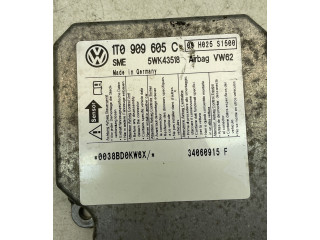 1T0 909 605 C
H025 S1500
SME
5WK43518
Airbag VW62
Made in Germany
Sensor
*0038BD0KW6X/*
34060915 F